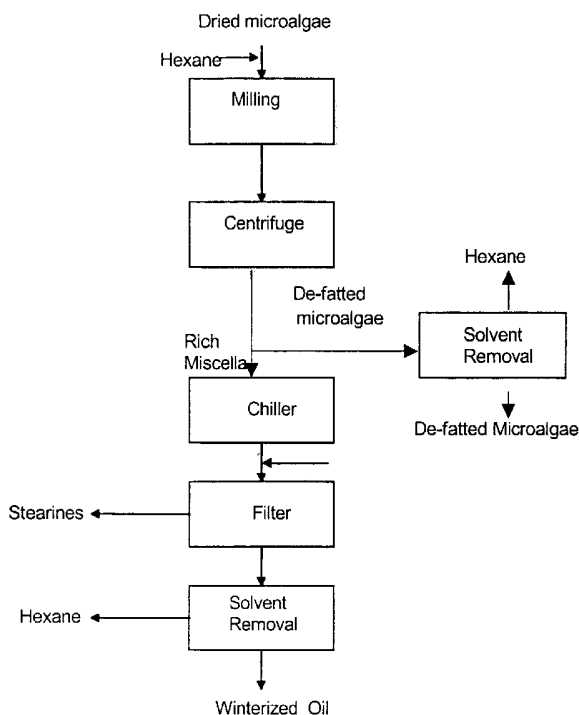 Dried microalgae
Hexane
Milling
Centrifuge
Hexane
De-fatted
microalgae
Solvent
Removal
Rich
Miscella
Chiller
De-fatted Microalgae
Stearines
Filter
Hexane
Solvent
Removal
Winterized Oil